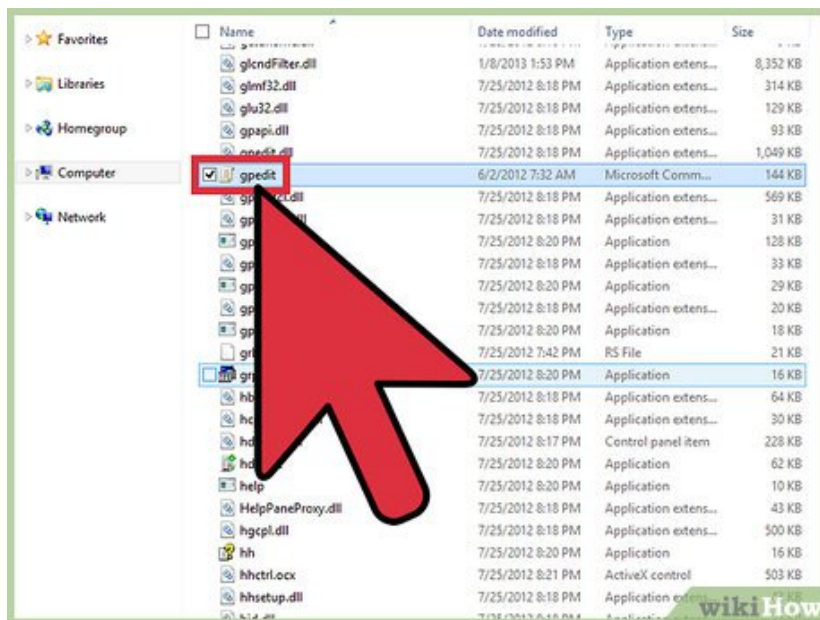 Name Date modified Type Size
Favorites
glcndFilter.dll 1/8/2013 1:53 PM Application extens... 8,352 KB
Libraries
glmf32.dll 7/25/2012 8:18 PM Application extens... 314 KB
glu32.dll 7/25/2012 8:18 PM Application extens... 129 KB
Homegroup
gpapi.dll 7/25/2012 8:18 PM Application extens... 93 KB
gpedit.dll 7/25/2012 8:18 PM Application extens... 1,049 KB
Computer
gpedit 6/2/2012 7:32 AM Microsoft Comm... 144 KB
7/25/2012 8:18 PM Application extens... 569 KB
Network
7/25/2012 8:18 PM Application extens... 31 KB
7/25/2012 8:20 PM Application 128 KB
7/25/2012 8:18 PM Application extens... 33 KB
7/25/2012 8:20 PM Application 29 KB
7/25/2012 8:18 PM Application extens... 20 KB
7/25/2012 8:20 PM Application 18 KB
7/25/2012 7:42 PM RS File 21 KB
7/25/2012 8:20 PM Application 16 KB
7/25/2012 8:18 PM Application extens... 64 KB
7/25/2012 8:18 PM Application extens... 30 KB
7/25/2012 8:17 PM Control panel item 228 KB
7/25/2012 8:20 PM Application 62 KB
help 7/25/2012 8:20 PM Application 10 KB
HelpPaneProxy.dll 7/25/2012 8:18 PM Application extens... 43 KB
hgcpl.dll 7/25/2012 8:18 PM Application extens... 500 KB
hh 7/25/2012 8:20 PM Application 16 KB
hhctrl.ocx 7/25/2012 8:21 PM ActiveX control 503 KB
hhsetup.dll 7/25/2012 8:18 PM Application
wikiHow